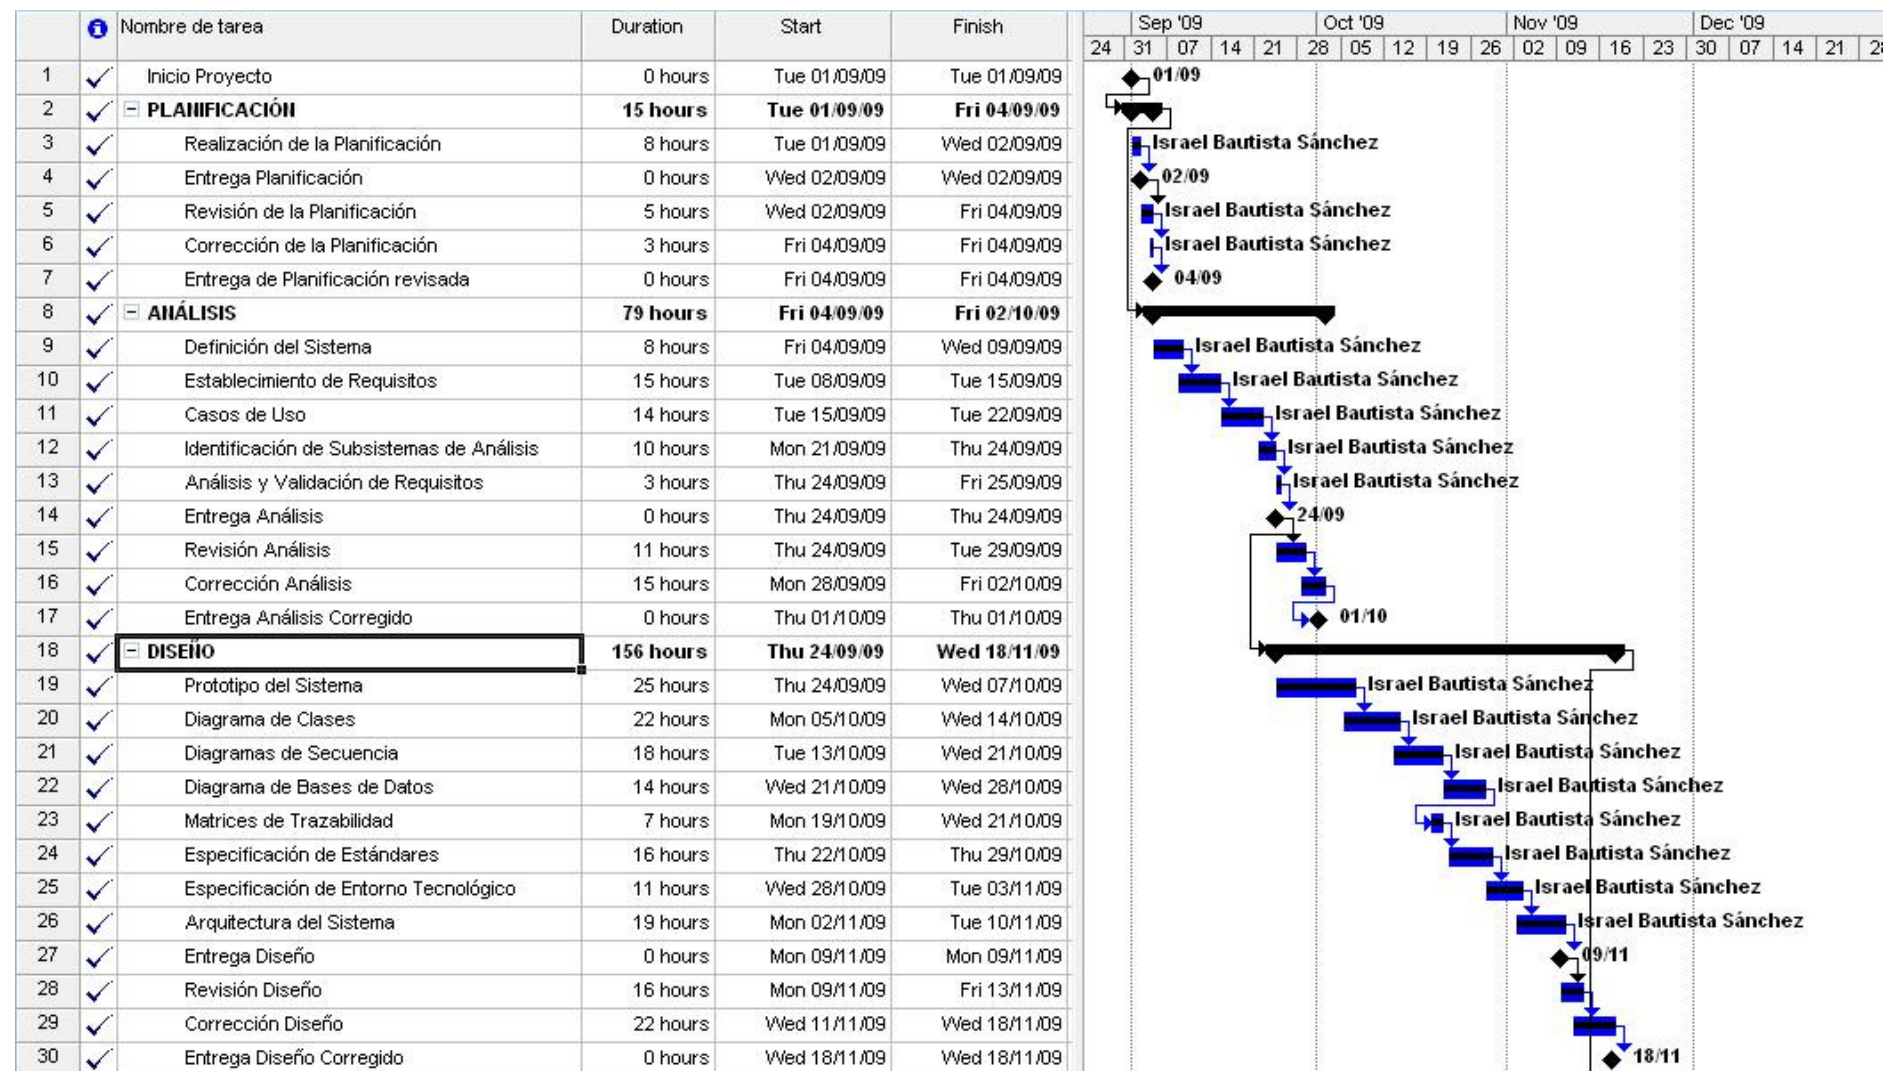 Nombre de tarea Duration Start Finish Sep '09 Oct '09 Nov '09 Dec '09
24 31 07 14 21 28 05 12 19 26 02 09 16 23 30 07 14 21
1 Inicio Proyecto 0 hours Tue 01/09/09 Tue 01/09/09 01/09
2 PLANIFICACIÓN 15 hours Tue 01/09/09 Fri 04/09/09
3 Realización de la Planificación 8 hours Tue 01/09/09 Wed 02/09/09 Israel Bautista Sánchez
4 Entrega Planificación 0 hours Wed 02/09/09 Wed 02/09/09 02/09
5 Revisión de la Planificación 5 hours Wed 02/09/09 Fri 04/09/09 Israel Bautista Sánchez
6 Corrección de la Planificación 3 hours Fri 04/09/09 Fri 04/09/09 Israel Bautista Sánchez
7 Entrega de Planificación revisada 0 hours Fri 04/09/09 Fri 04/09/09 04/09
8 ANÁLISIS 79 hours Fri 04/09/09 Fri 02/10/09
9 Definición del Sistema 8 hours Fri 04/09/09 Wed 09/09/09 Israel Bautista Sánchez
10 Establecimiento de Requisitos 15 hours Tue 08/09/09 Tue 15/09/09 Israel Bautista Sánchez
11 Casos de Uso 14 hours Tue 15/09/09 Tue 22/09/09 Israel Bautista Sánchez
12 Identificación de Subsistemas de Análisis 10 hours Mon 21/09/09 Thu 24/09/09 Israel Bautista Sánchez
13 Análisis y Validación de Requisitos 3 hours Thu 24/09/09 Fri 25/09/09 Israel Bautista Sánchez
14 Entrega Análisis 0 hours Thu 24/09/09 Thu 24/09/09 24/09
15 Revisión Análisis 11 hours Thu 24/09/09 Tue 29/09/09
16 Corrección Análisis 15 hours Mon 28/09/09 Fri 02/10/09
17 Entrega Análisis Corregido 0 hours Thu 01/10/09 Thu 01/10/09 01/10
18 DISEÑO 156 hours Thu 24/09/09 Wed 18/11/09
19 Prototipo del Sistema 25 hours Thu 24/09/09 Wed 07/10/09 Israel Bautista Sánchez
20 Diagrama de Clases 22 hours Mon 05/10/09 Wed 14/10/09 Israel Bautista Sánchez
21 Diagramas de Secuencia 18 hours Tue 13/10/09 Wed 21/10/09 Israel Bautista Sánchez
22 Diagrama de Bases de Datos 14 hours Wed 21/10/09 Wed 28/10/09 Israel Bautista Sánchez
23 Matrices de Trazabilidad 7 hours Mon 19/10/09 Wed 21/10/09 Israel Bautista Sánchez
24 Especificación de Estándares 16 hours Thu 22/10/09 Thu 29/10/09 Israel Bautista Sánchez
25 Especificación de Entorno Tecnológico 11 hours Wed 28/10/09 Tue 03/11/09 Israel Bautista Sánchez
26 Arquitectura del Sistema 19 hours Mon 02/11/09 Tue 10/11/09 Israel Bautista Sánchez
27 Entrega Diseño 0 hours Mon 09/11/09 Mon 09/11/09 09/11
28 Revisión Diseño 16 hours Mon 09/11/09 Fri 13/11/09
29 Corrección Diseño 22 hours Wed 11/11/09 Wed 18/11/09
30 Entrega Diseño Corregido 0 hours Wed 18/11/09 Wed 18/11/09 18/11